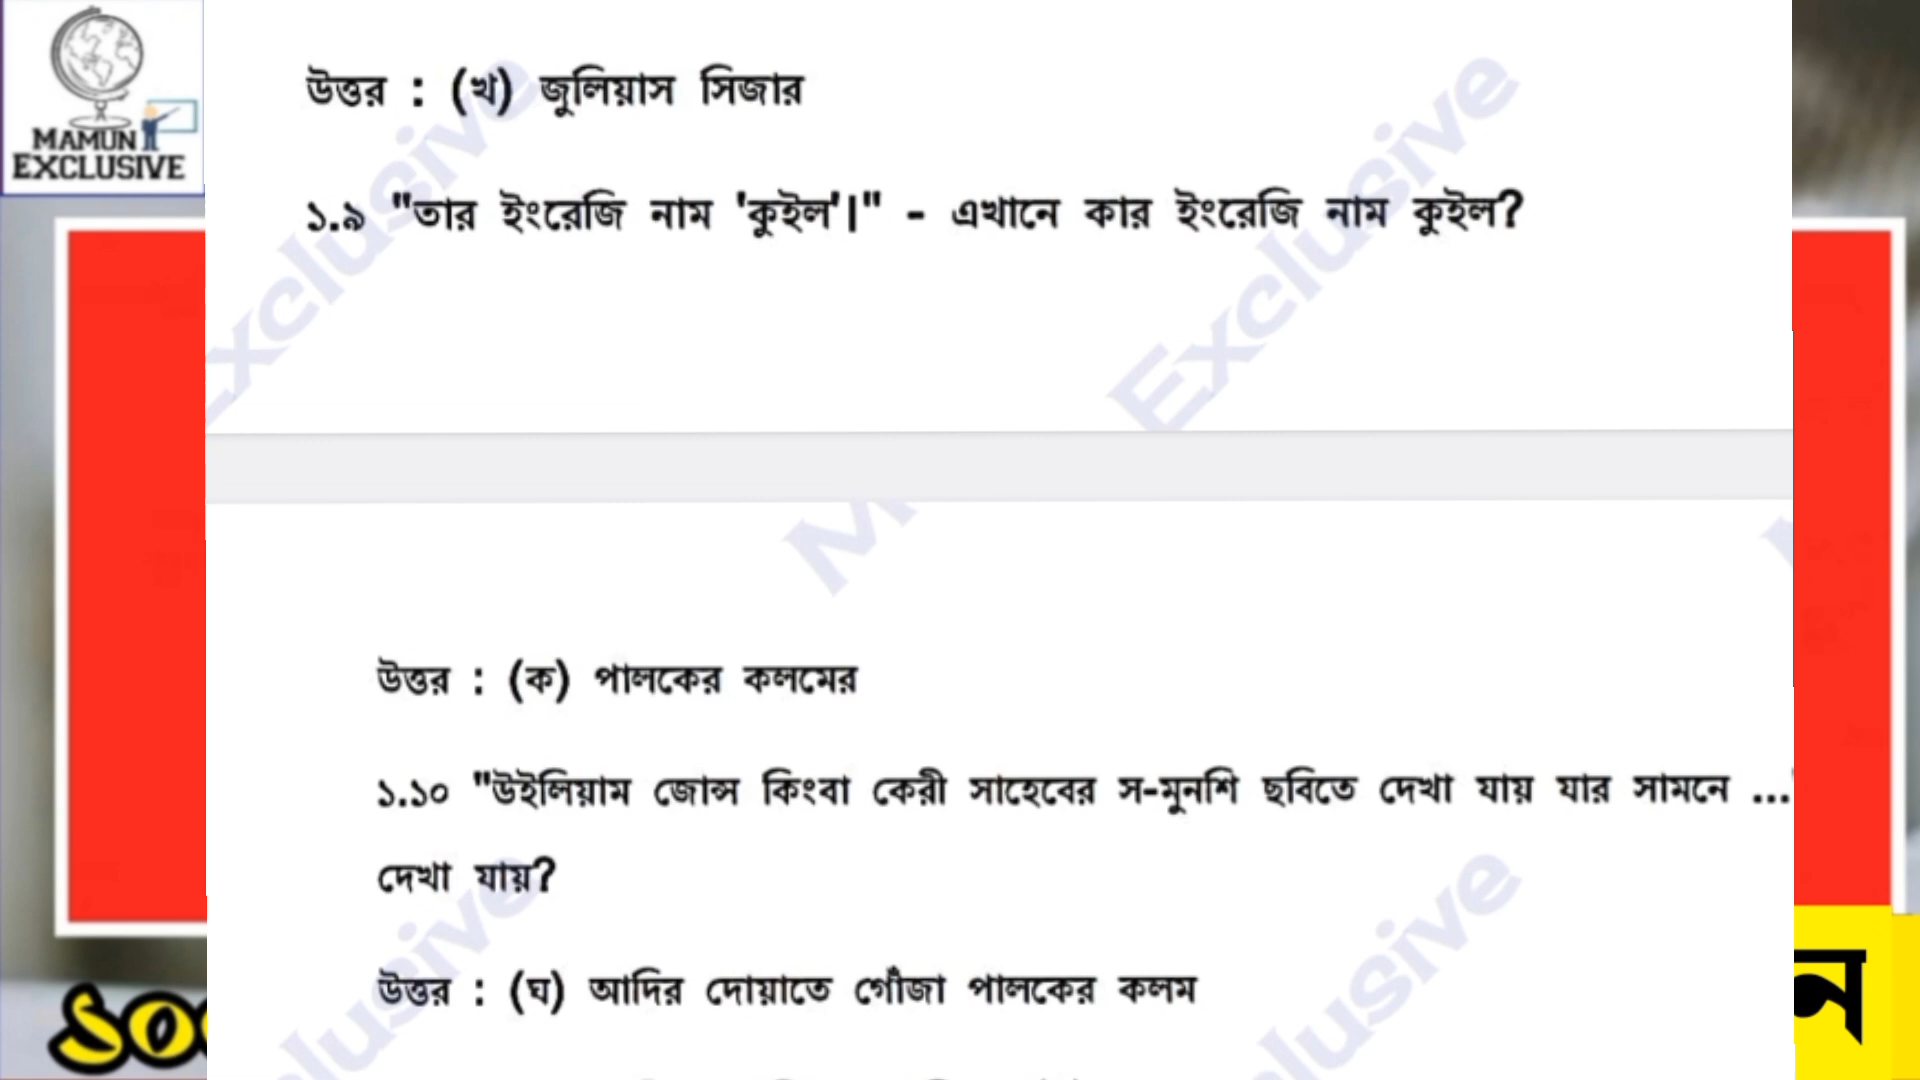 MAMUN
EXCLUSIVE
উত্তর : (খ) জুলিয়াস সিজার
১.৯ "তার ইংরেজি নাম 'কুইল'।" - এখানে কার ইংরেজি নাম কুইল?
Exclusive
উত্তর : (ক) পালকের কলমের
১.১০ "উইলিয়াম জোন্স কিংবা কেরী সাহেবের স-মুনশি ছবিতে দেখা যায় যার সামনে ...
দেখা যায়?
উত্তর : (ঘ) আদির দোয়াতে গোঁজা পালকের কলম